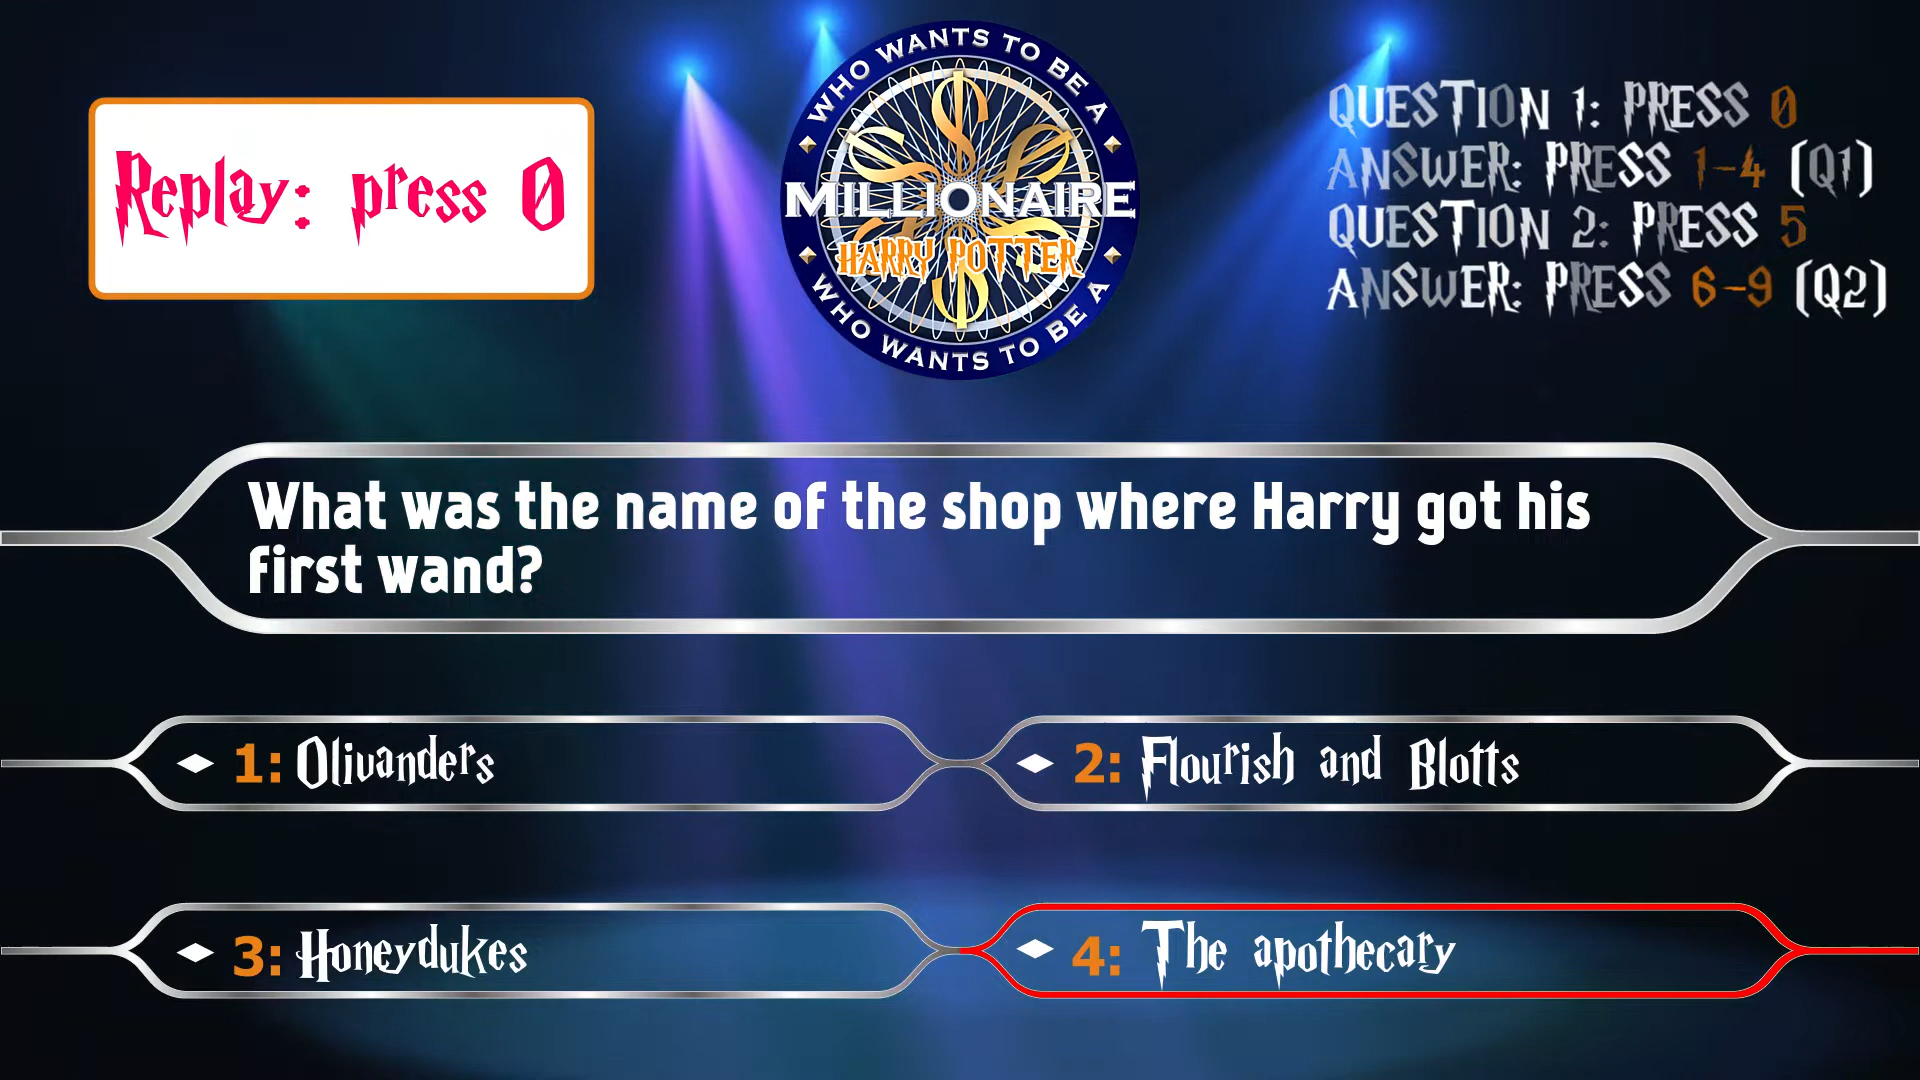 WHO WANTS TO BE A
MILLIONAIRE
HARRY POTTER
WHO WANTS TO BE A
Replay: press 0
QUESTION 1: PRESS 0
ANSWER: PRESS 1-4 (Q1)
QUESTION 2: PRESS 5
ANSWER: PRESS 6-9 (Q2)
What was the name of the shop where Harry got his
first wand?
1: Olivanders
2: Flourish and Blotts
3: Honeydukes
4: The apothecary